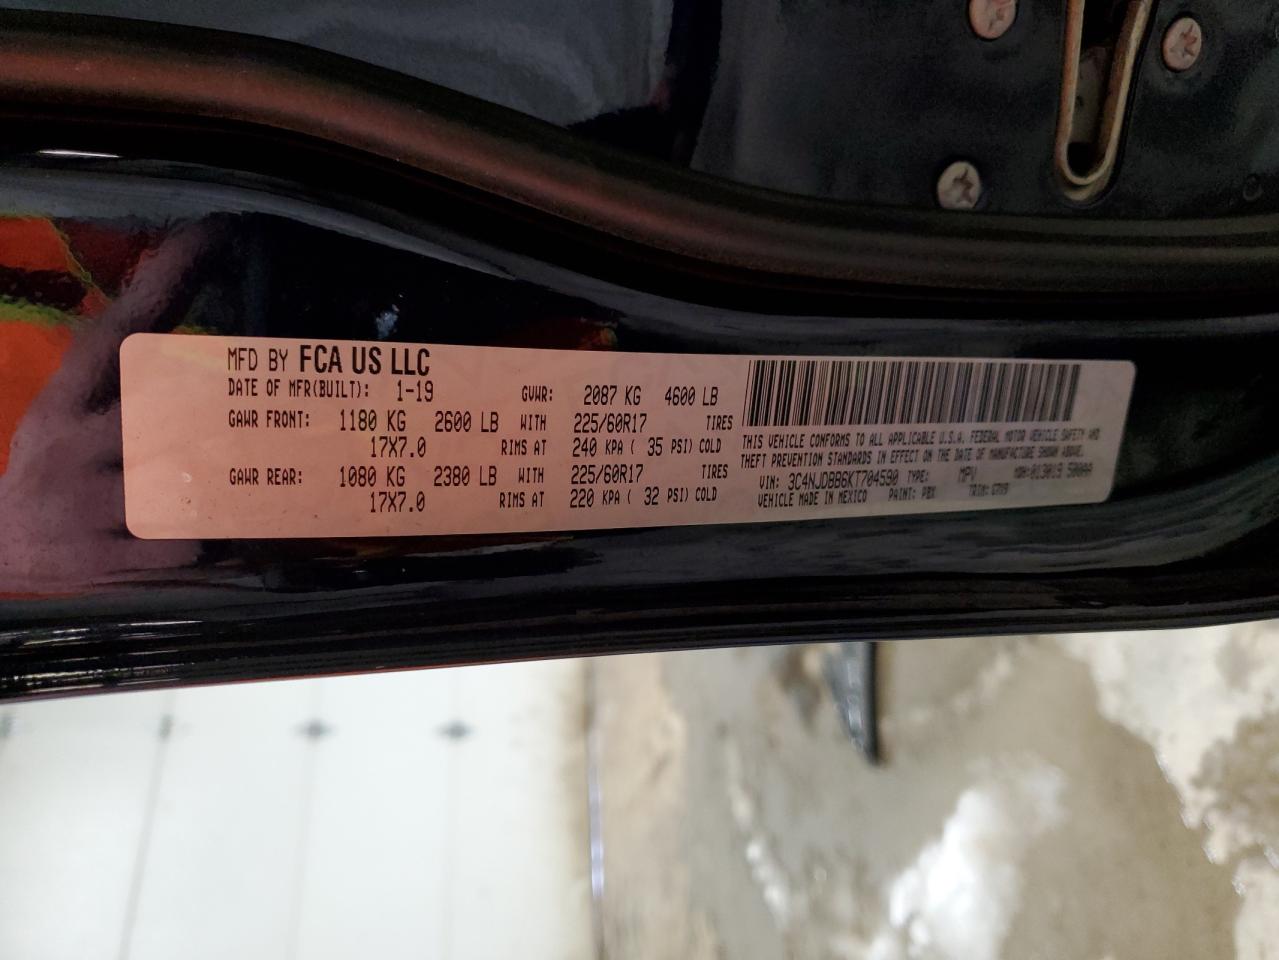 MFD BY FCA US LLC
DATE OF MFR(BUILT): 1-19 GVWR: 2087 KG 4600 LB
GAWR FRONT: 1180 KG 2600 LB WITH 225/60R17 TIRES
17X7.0 RIMS AT 240 KPA ( 35 PSI) COLD
GAWR REAR: 1080 KG 2380 LB WITH 225/60R17 TIRES
17X7.0 RIMS AT 220 KPA ( 32 PSI) COLD
THIS VEHICLE CONFORMS TO ALL APPLICABLE U.S.A. FEDERAL MOTOR VEHICLE SAFETY AND
THEFT PREVENTION STANDARDS IN EFFECT ON THE DATE OF MANUFACTURE SHOWN ABOVE.
VIN: 3C4NJDBB6KT704590 TYPE: MPV MDH:
VEHICLE MADE IN MEXICO PAINT: PBX TRIM: